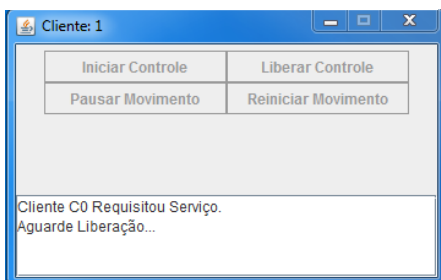 Cliente: 1
Iniciar Controle Liberar Controle
Pausar Movimento Reiniciar Movimento
Cliente C0 Requisitou Serviço.
Aguarde Liberação...